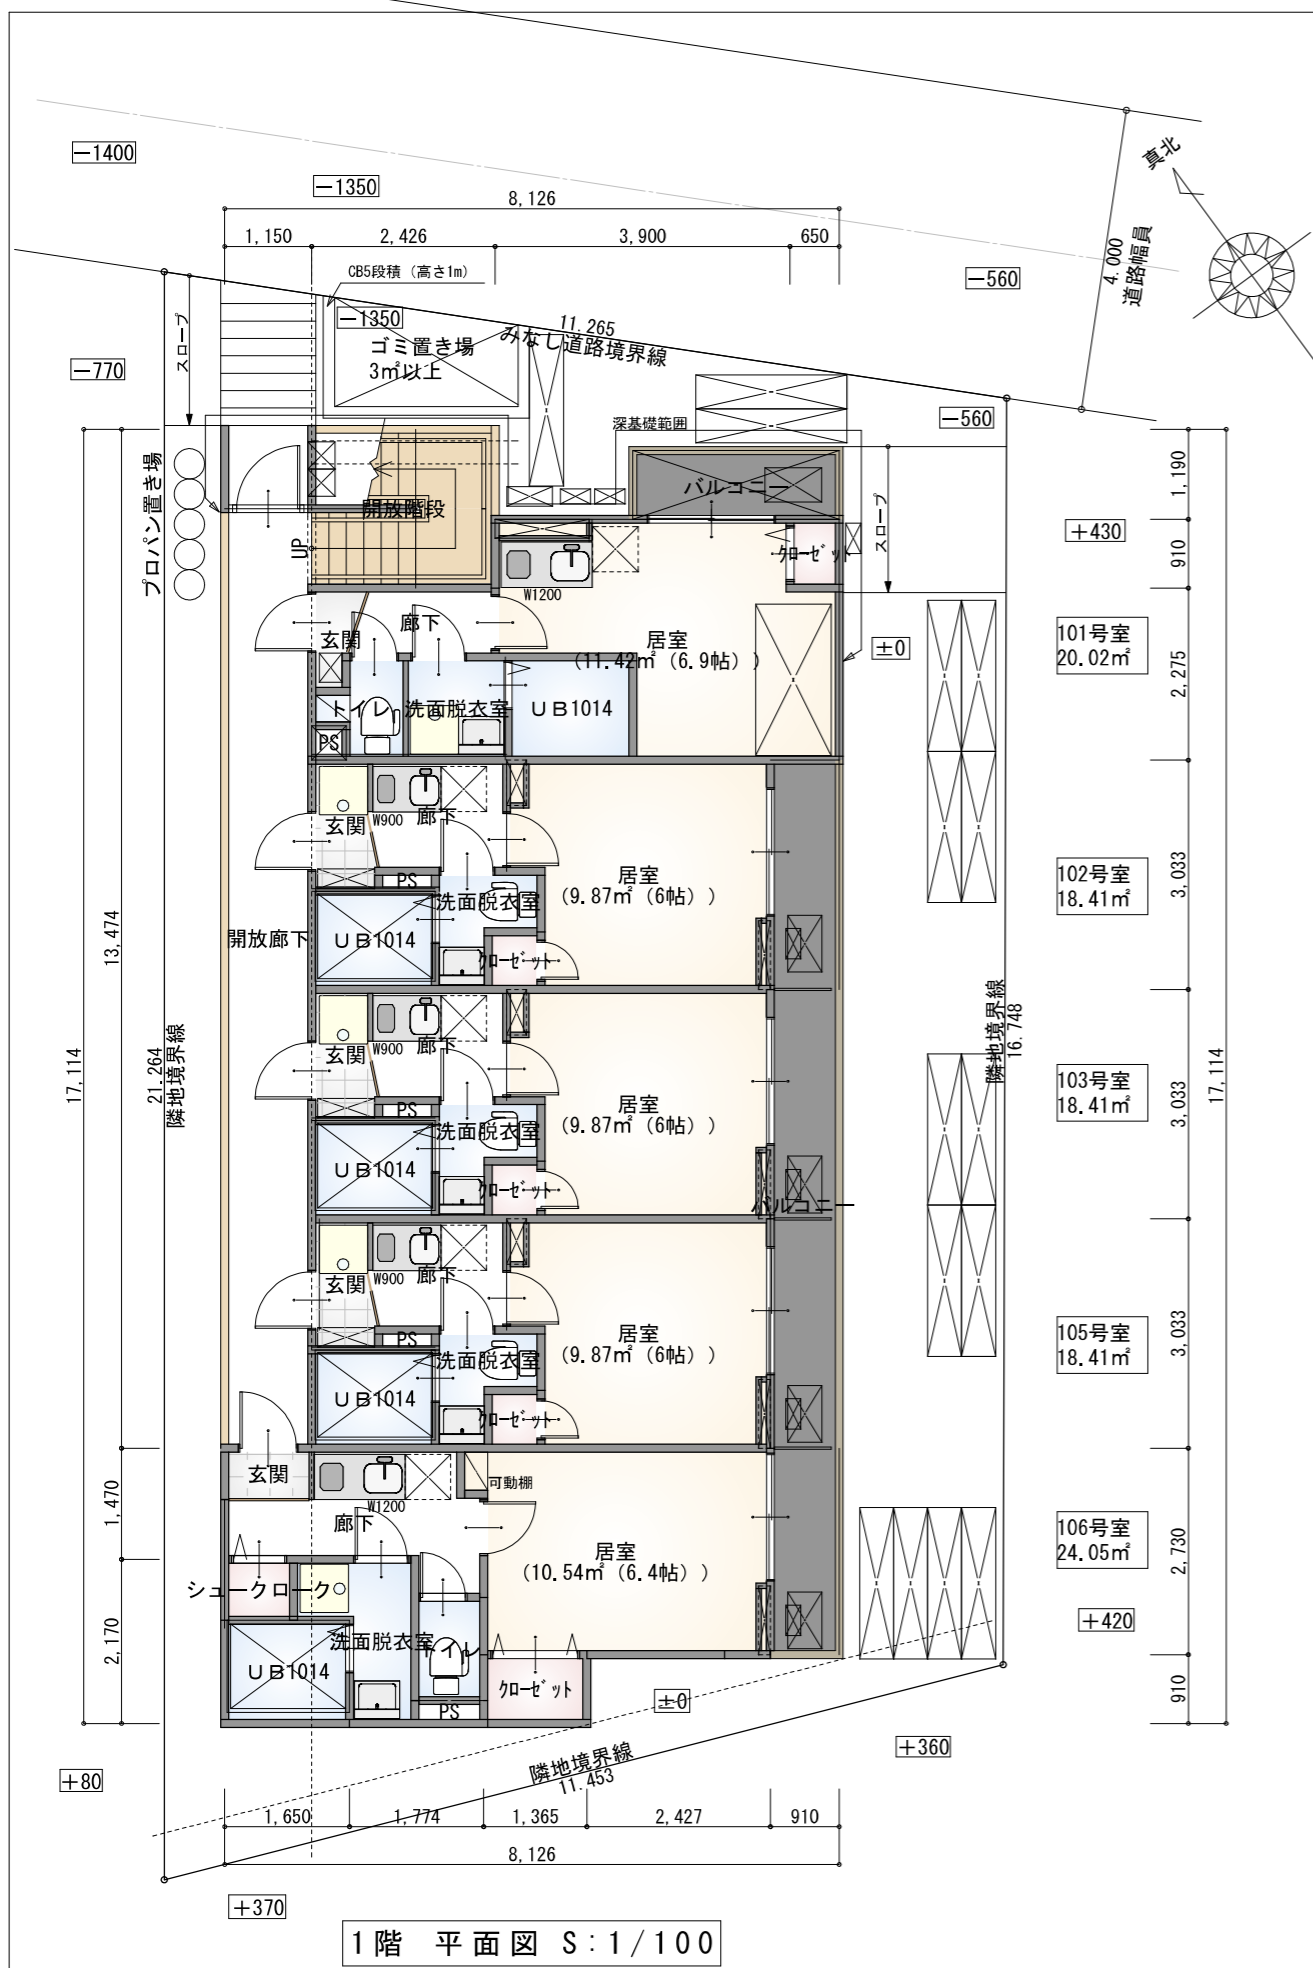 −1400
−1350
8,126
1,150
2,426
3,900
650
真北
4.000
道路幅員
CB5段積（高さ1m）
−1350
ゴミ置き場
3㎡以上
11.265
みなし道路境界線
−560
−770
スロープ
−560
深基礎範囲
プロパン置き場
開放階段
UP
バルコニー
スロープ
クローゼット
W1200
1,190
+430
910
玄関
廊下
居室
(11.42㎡（6.9帖）)
±0
101号室
20.02㎡
2,275
トイレ
洗面脱衣室
UB1014
PS
玄関
W900
廊下
居室
(9.87㎡（6帖）)
PS
洗面脱衣室
UB1014
クローゼット
102号室
18.41㎡
3,033
開放廊下
13,474
17,114
21.264
隣地境界線
玄関
W900
廊下
居室
(9.87㎡（6帖）)
PS
洗面脱衣室
UB1014
クローゼット
隣地境界線
16.748
103号室
18.41㎡
3,033
17,114
バルコニー
玄関
W900
廊下
居室
(9.87㎡（6帖）)
PS
洗面脱衣室
UB1014
クローゼット
105号室
18.41㎡
3,033
1,470
玄関
W1200
可動棚
廊下
居室
(10.54㎡（6.4帖）)
106号室
24.05㎡
2,730
シュークローク
洗面脱衣室
トイレ
UB1014
クローゼット
PS
2,170
±0
+420
910
+360
+80
隣地境界線
11.453
1,650
1,774
1,365
2,427
910
8,126
+370
1階 平面図 S:1/100